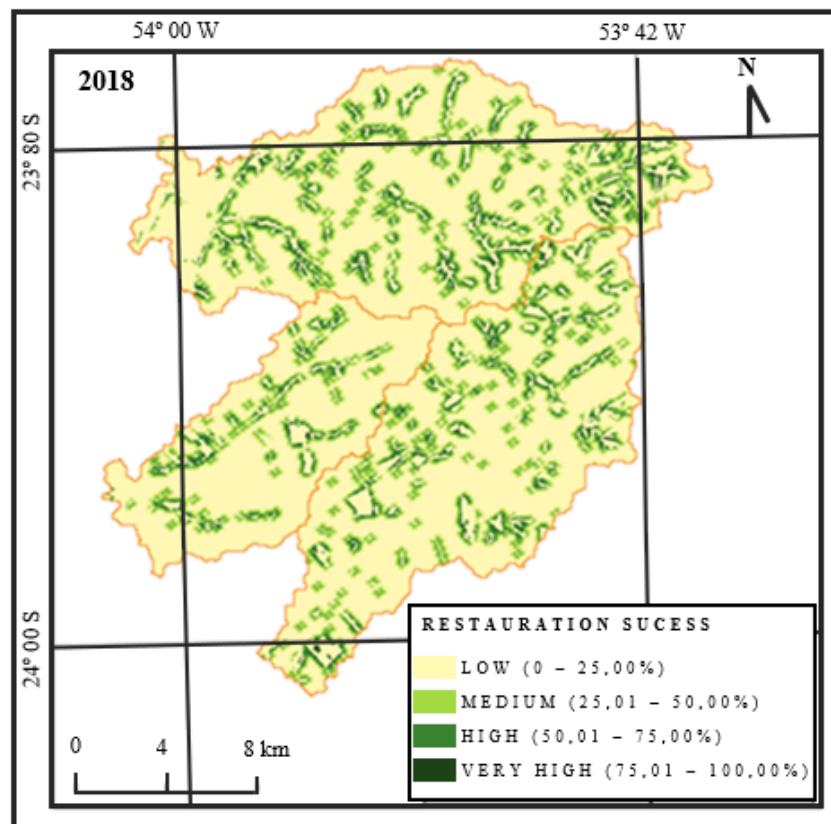 54° 00 W
53° 42 W
2018
N
23° 80 S
24° 00 S
RESTAURATION SUCESS
LOW (0 – 25,00%)
MEDIUM (25,01 – 50,00%)
HIGH (50,01 – 75,00%)
VERY HIGH (75,01 – 100,00%)
0 4 8 km